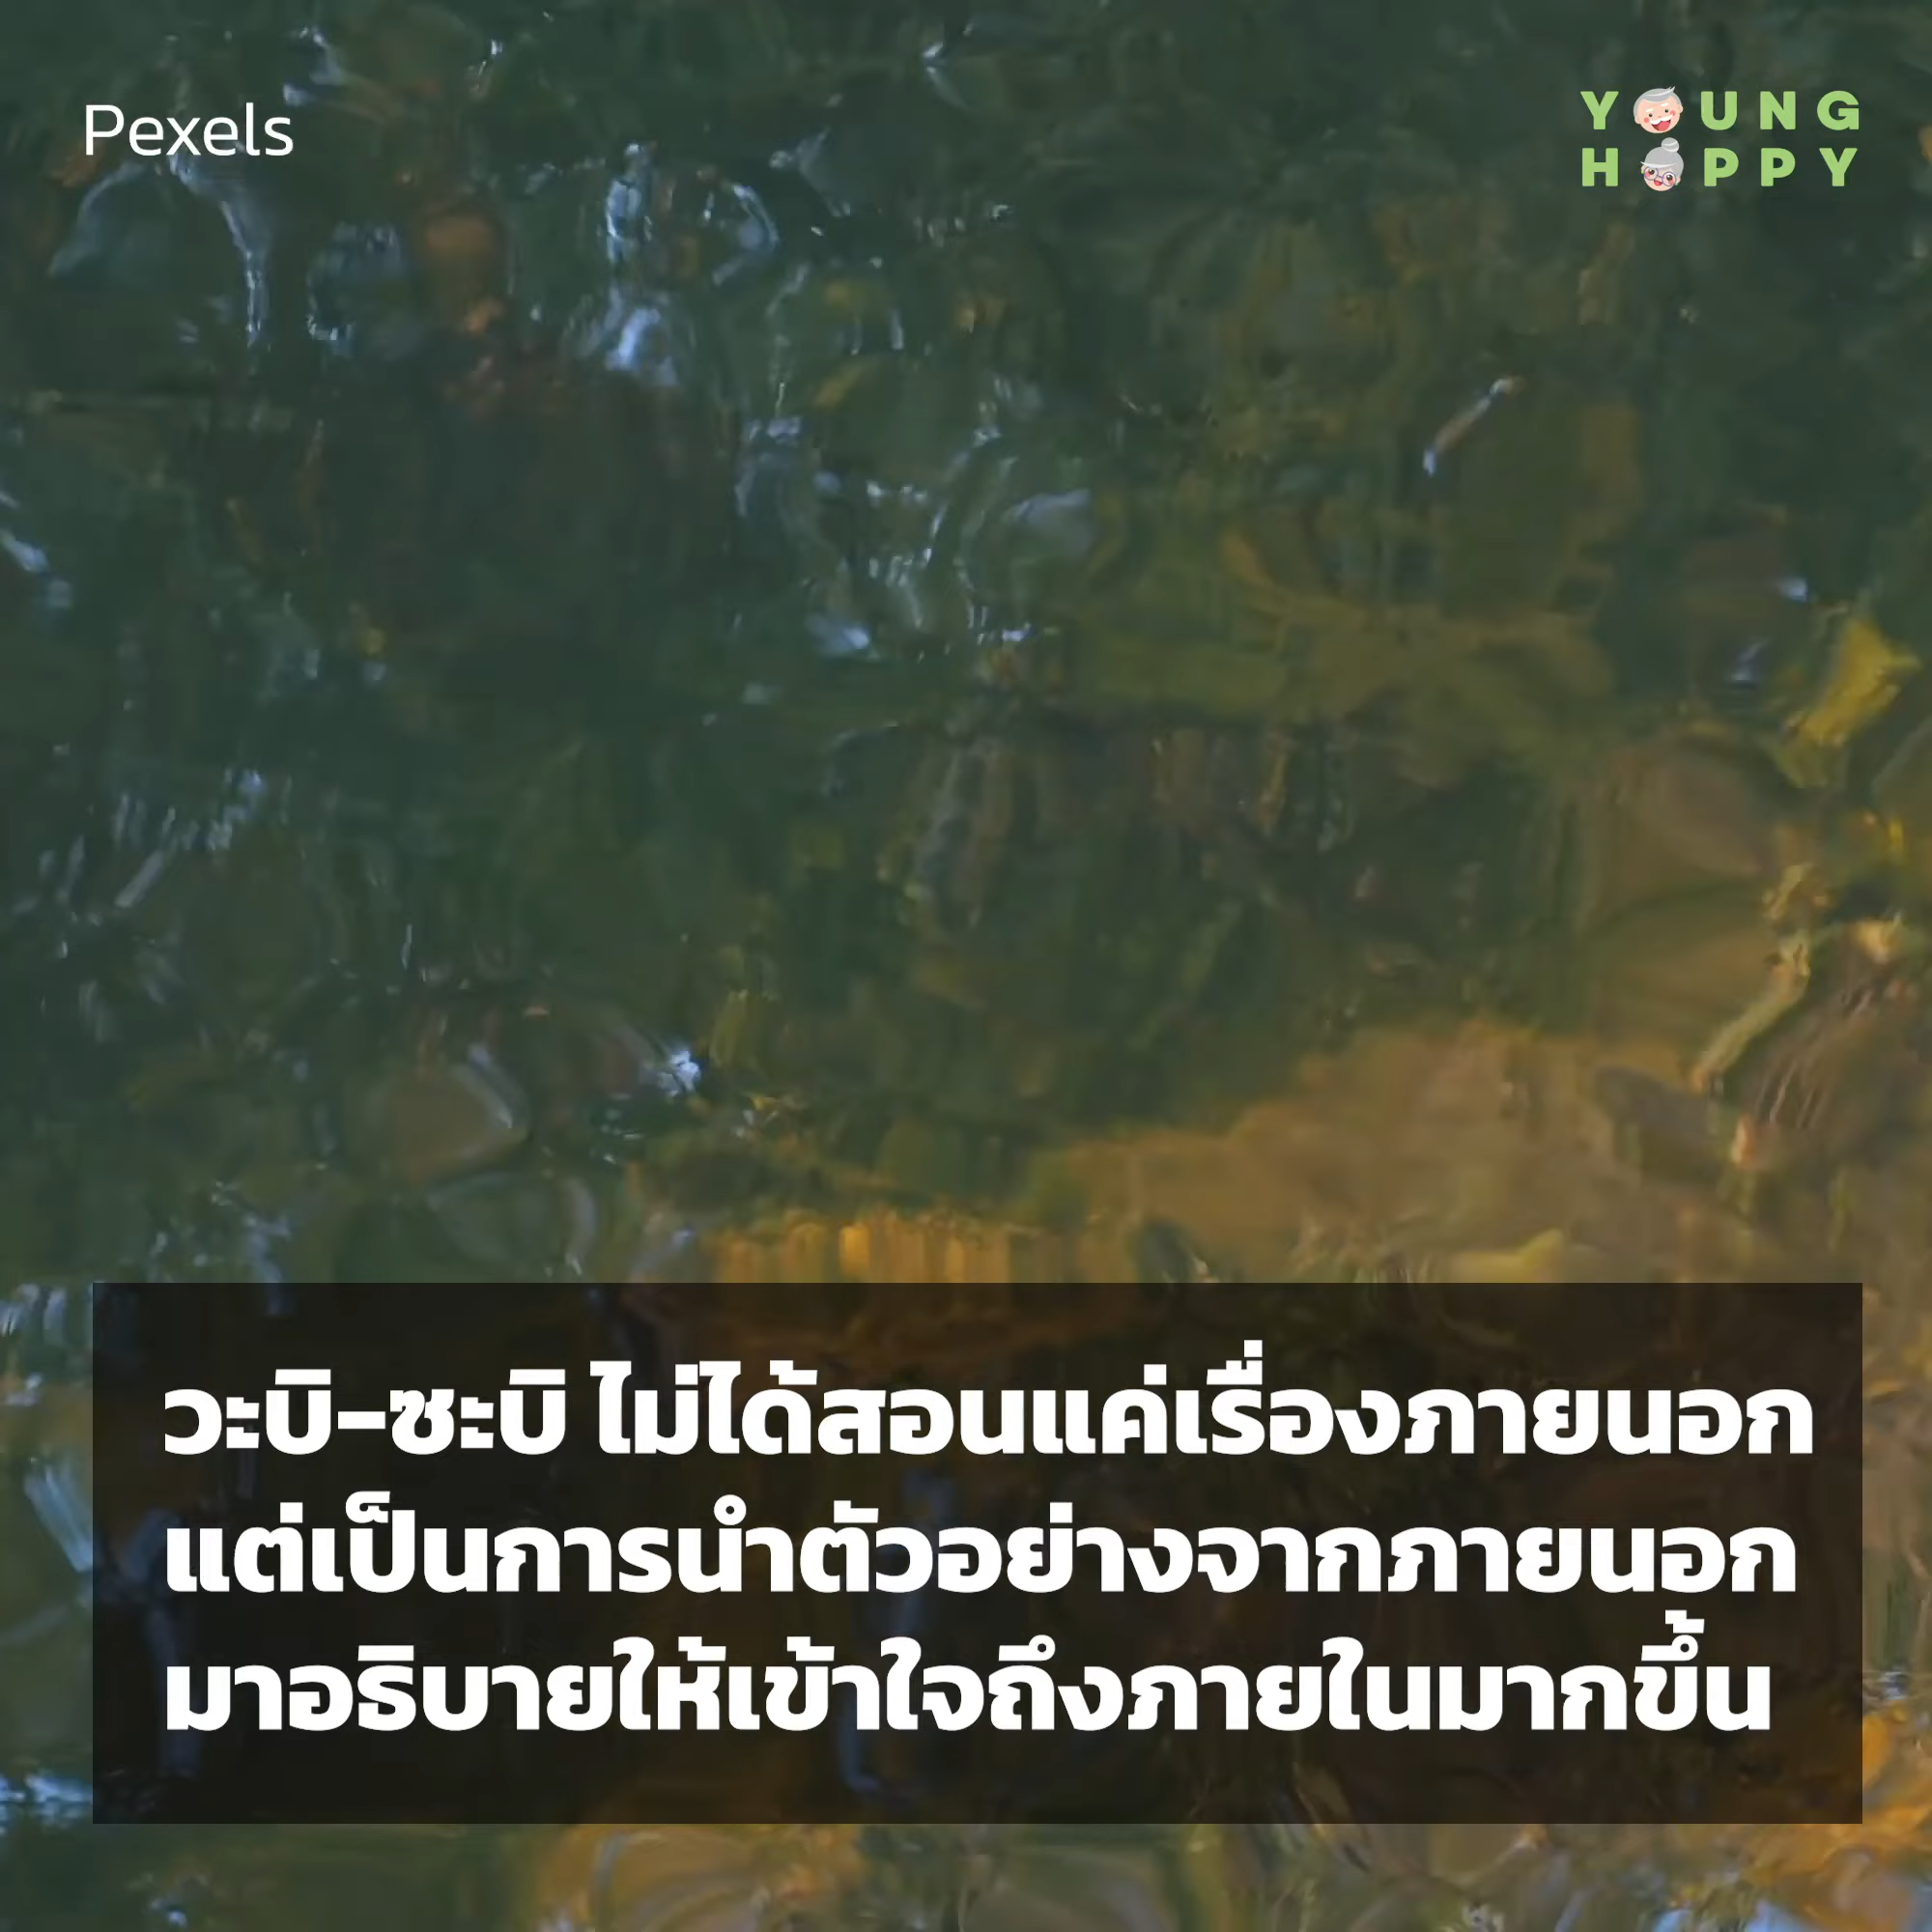 Pexels
YOUNG
HAPPY
วะบิ-ซะบิ ไม่ได้สอนแค่เรื่องภายนอก
แต่เป็นการนำตัวอย่างจากภายนอก
มาอธิบายให้เข้าใจถึงภายในมากขึ้น